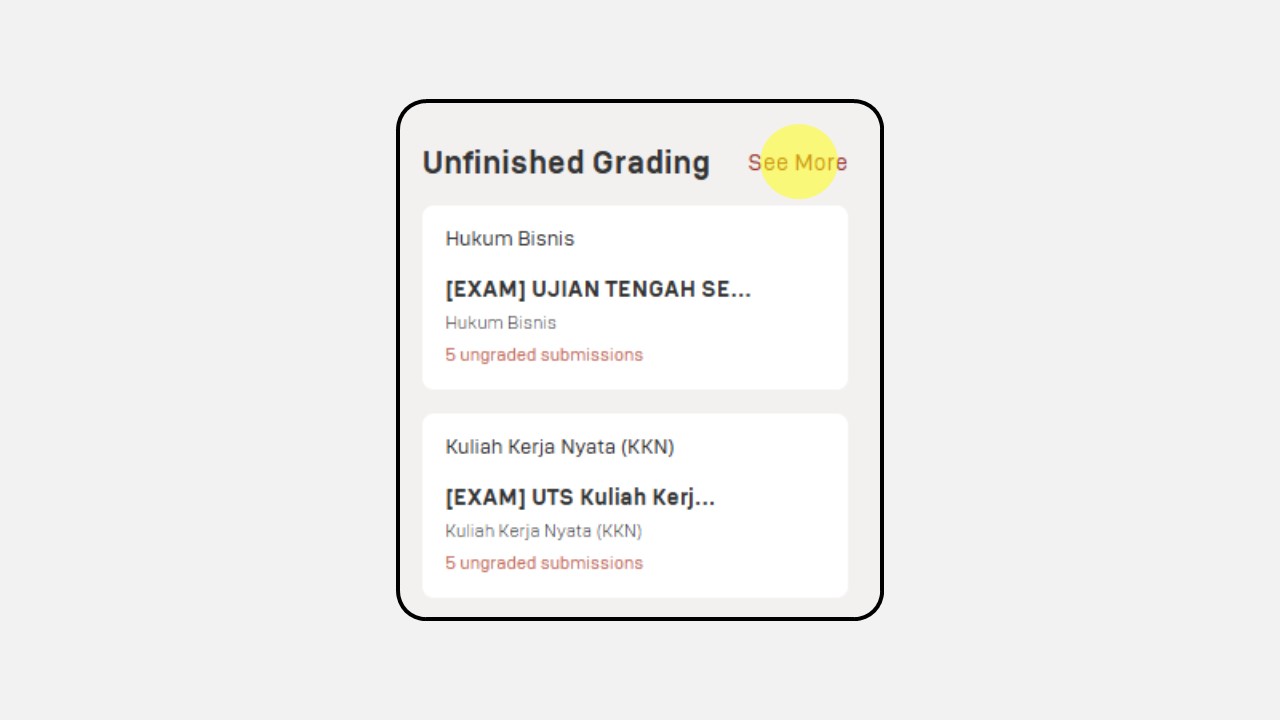 Unfinished Grading See More
Hukum Bisnis
[EXAM] UJIAN TENGAH SE...
Hukum Bisnis
5 ungraded submissions
Kuliah Kerja Nyata (KKN)
[EXAM] UTS Kuliah Kerj...
Kuliah Kerja Nyata (KKN)
5 ungraded submissions